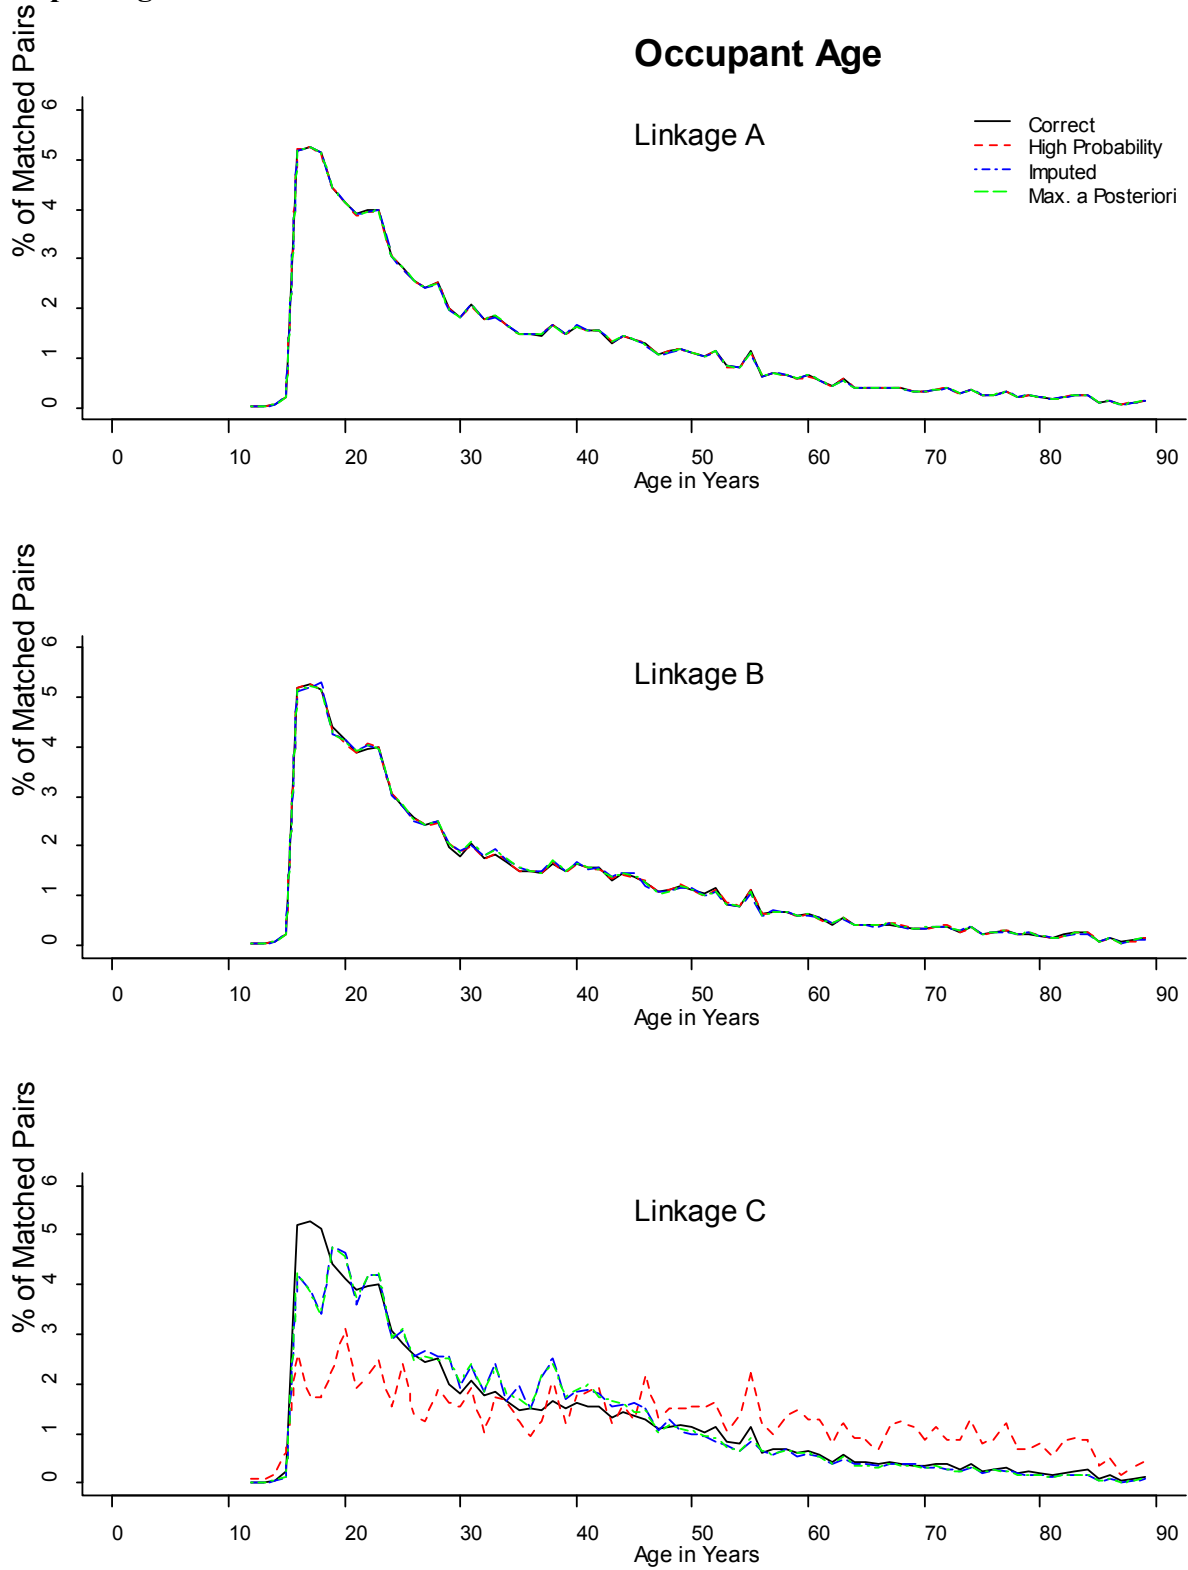 Occupant Age
Linkage A
Correct
High Probability
Imputed
Max. a Posteriori
% of Matched Pairs
6
5
4
3
2
1
0
0 10 20 30 40 50 60 70 80 90
Age in Years
Linkage B
% of Matched Pairs
6
5
4
3
2
1
0
0 10 20 30 40 50 60 70 80 90
Age in Years
Linkage C
% of Matched Pairs
6
5
4
3
2
1
0
0 10 20 30 40 50 60 70 80 90
Age in Years